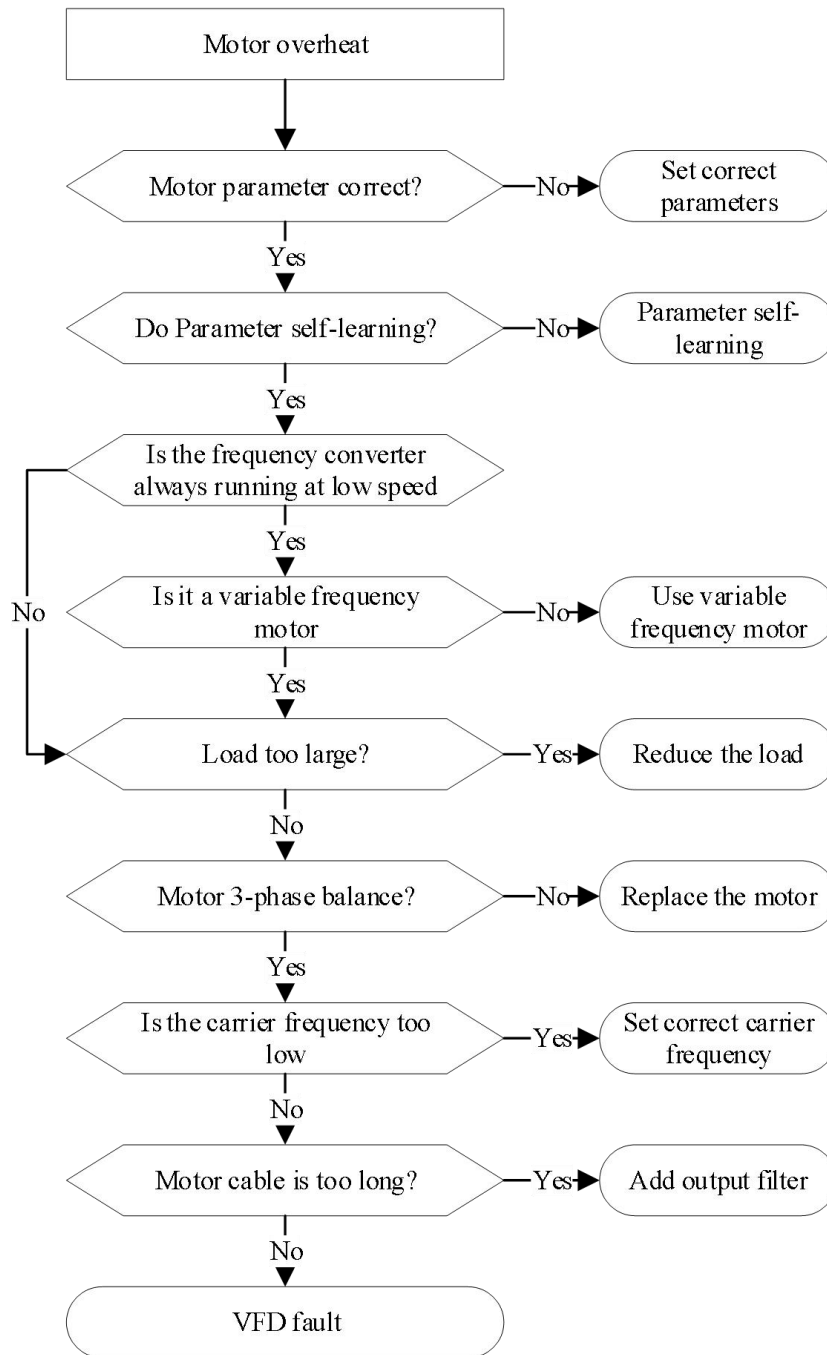 Motor overheat
Motor parameter correct?
No
Set correct
parameters
Yes
Do Parameter self-learning?
No
Parameter self-
learning
Yes
Is the frequency converter
always running at low speed
Yes
No
Is it a variable frequency
motor
No
Use variable
frequency motor
Yes
Load too large?
Yes
Reduce the load
No
Motor 3-phase balance?
No
Replace the motor
Yes
Is the carrier frequency too
low
Yes
Set correct carrier
frequency
No
Motor cable is too long?
Yes
Add output filter
No
VFD fault